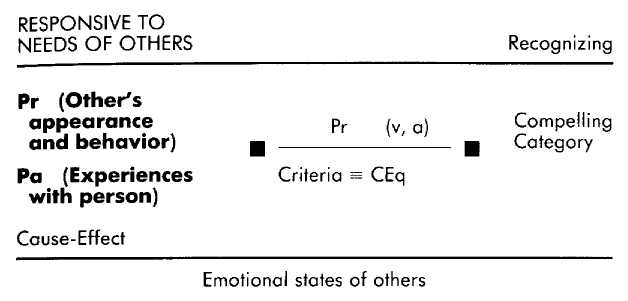 RESPONSIVE TO
NEEDS OF OTHERS
Recognizing
Pr (Other's
appearance
and behavior)
Pa (Experiences
with person)
Cause-Effect
Pr (v, a)
Criteria ≡ CEq
Compelling
Category
Emotional states of others